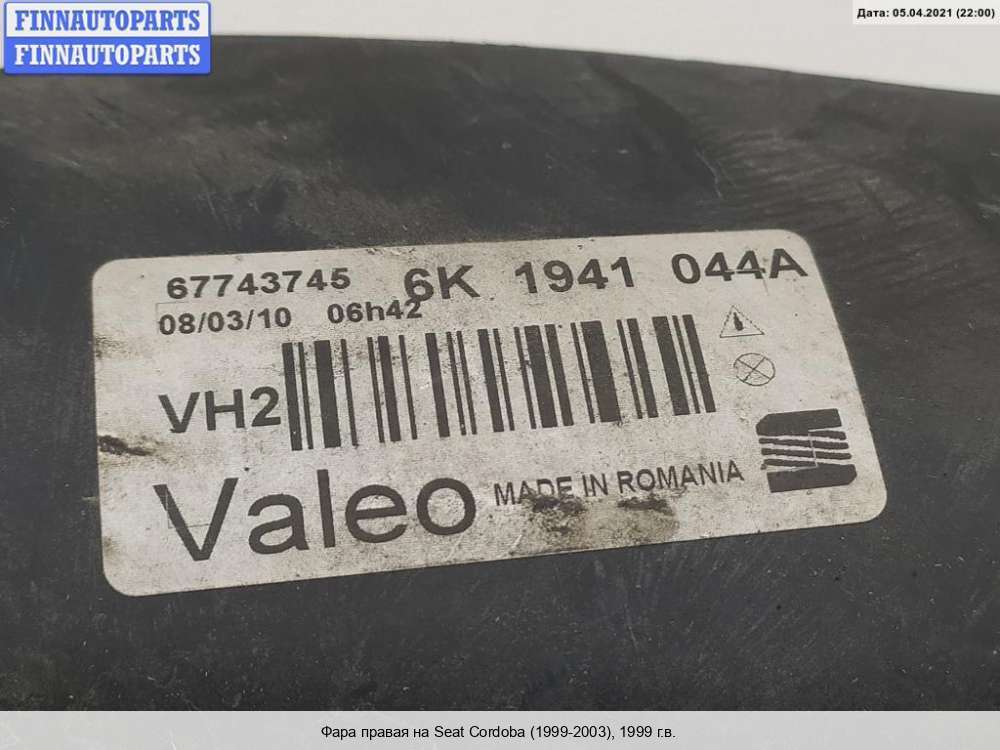 FINNAUTOPARTS
FINNAUTOPARTS
Дата: 05.04.2021 (22:00)
67743745 6K 1941 044A
08/03/10 06h42
VH2
Valeo MADE IN ROMANIA
Фара правая на Seat Cordoba (1999-2003), 1999 г.в.